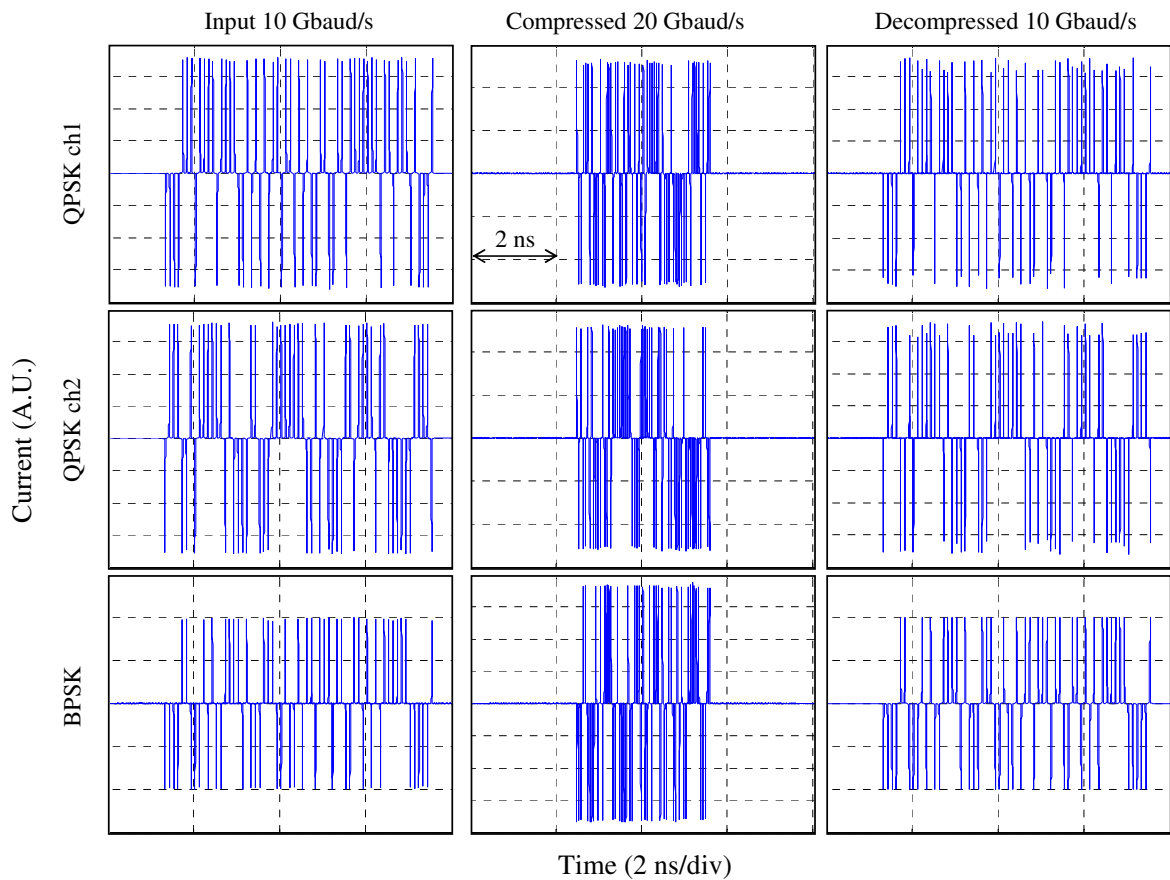 Input 10 Gbaud/s
Compressed 20 Gbaud/s
Decompressed 10 Gbaud/s
QPSK ch1
2 ns
QPSK ch2
Current (A.U.)
BPSK
Time (2 ns/div)